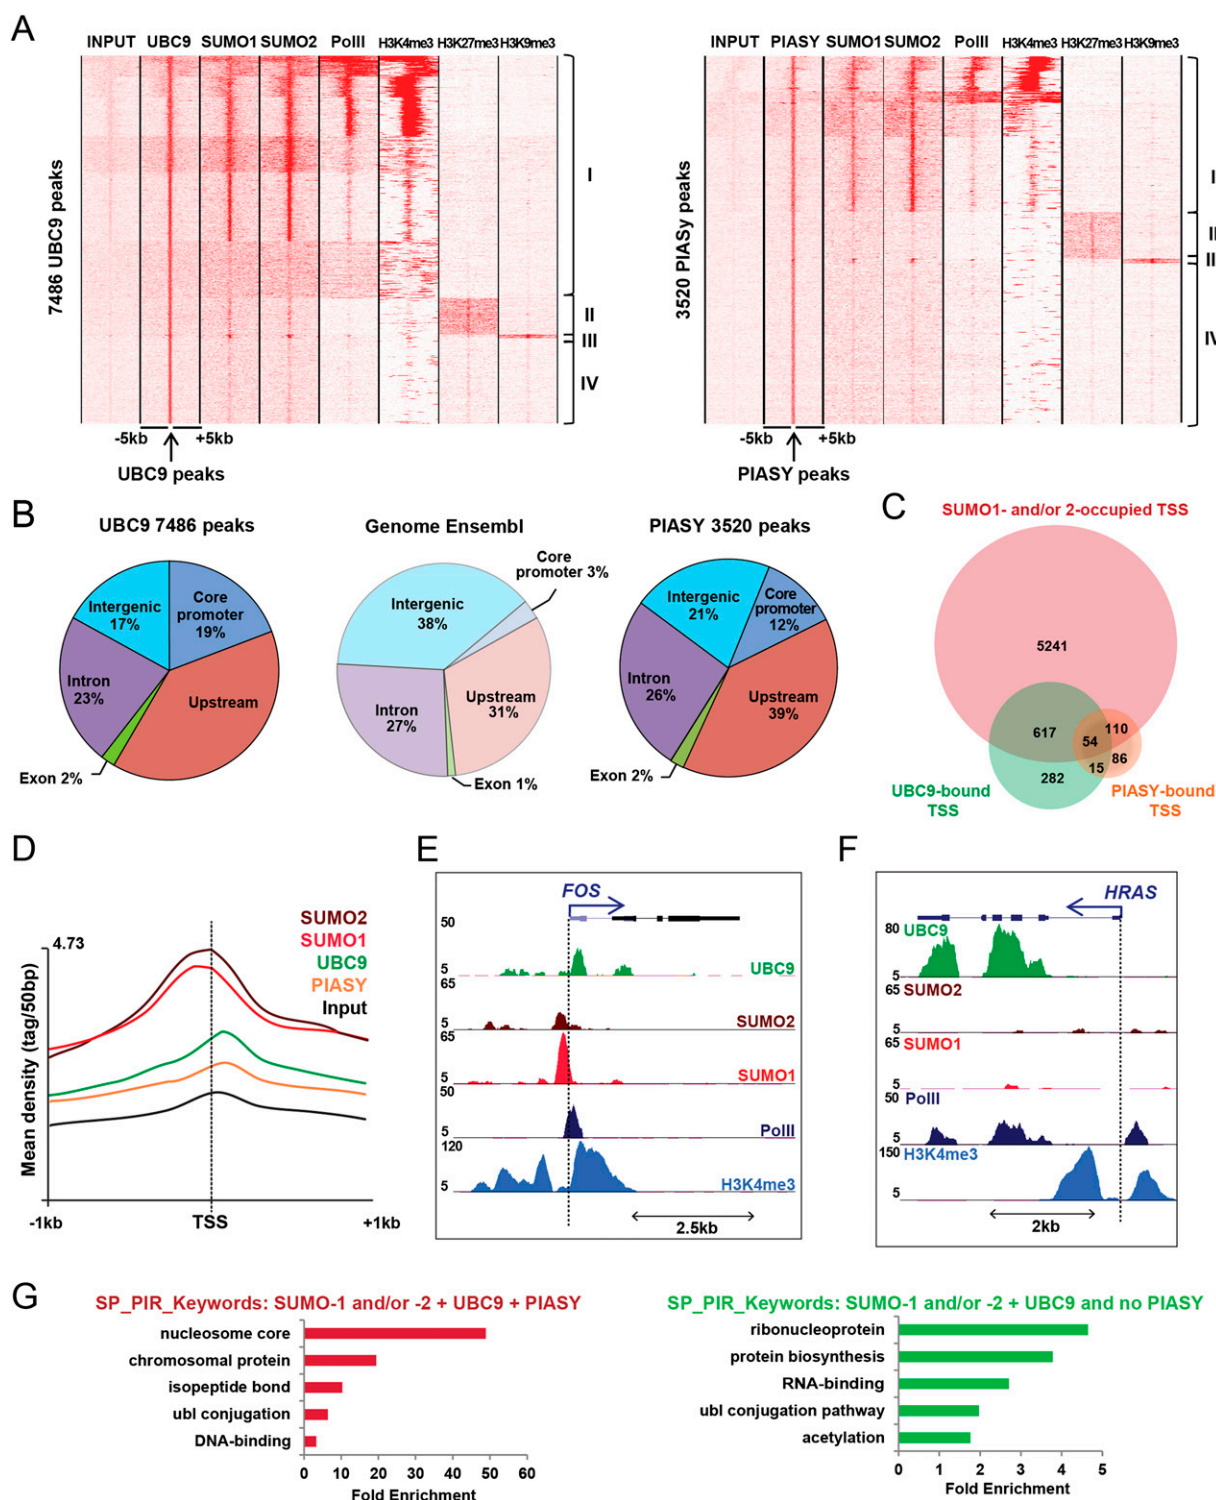 A
INPUT UBC9 SUMO1 SUMO2 PolII H3K4me3 H3K27me3 H3K9me3
7486 UBC9 peaks
I
II
III
IV
-5kb +5kb
UBC9 peaks
INPUT PIASY SUMO1 SUMO2 PolII H3K4me3 H3K27me3 H3K9me3
3520 PIASy peaks
I
II
II
IV
-5kb +5kb
PIASY peaks
B
UBC9 7486 peaks
Intergenic
17%
Core
promoter
19%
Intron
23%
Upstream
Exon 2%
Genome Ensembl
Core
promoter 3%
Intergenic
38%
Intron
27%
Upstream
31%
Exon 1%
PIASY 3520 peaks
Intergenic
21%
Core
promoter
12%
Intron
26%
Upstream
39%
Exon 2%
C
SUMO1- and/or 2-occupied TSS
5241
617
54
110
282
15
86
UBC9-bound
TSS
PIASY-bound
TSS
D
SUMO2
SUMO1
UBC9
PIASY
Input
4.73
Mean density (tag/50bp)
-1kb TSS +1kb
E
FOS
50
5
UBC9
65
5
SUMO2
65
5
SUMO1
50
5
PolII
120
5
H3K4me3
2.5kb
F
HRAS
80
UBC9
5
65
SUMO2
5
65
SUMO1
5
50
PolII
5
150
H3K4me3
5
2kb
G
SP_PIR_Keywords: SUMO-1 and/or -2 + UBC9 + PIASY
nucleosome core
chromosomal protein
isopeptide bond
ubl conjugation
DNA-binding
0 10 20 30 40 50 60
Fold Enrichment
SP_PIR_Keywords: SUMO-1 and/or -2 + UBC9 and no PIASY
ribonucleoprotein
protein biosynthesis
RNA-binding
ubl conjugation pathway
acetylation
0 1 2 3 4 5
Fold Enrichment